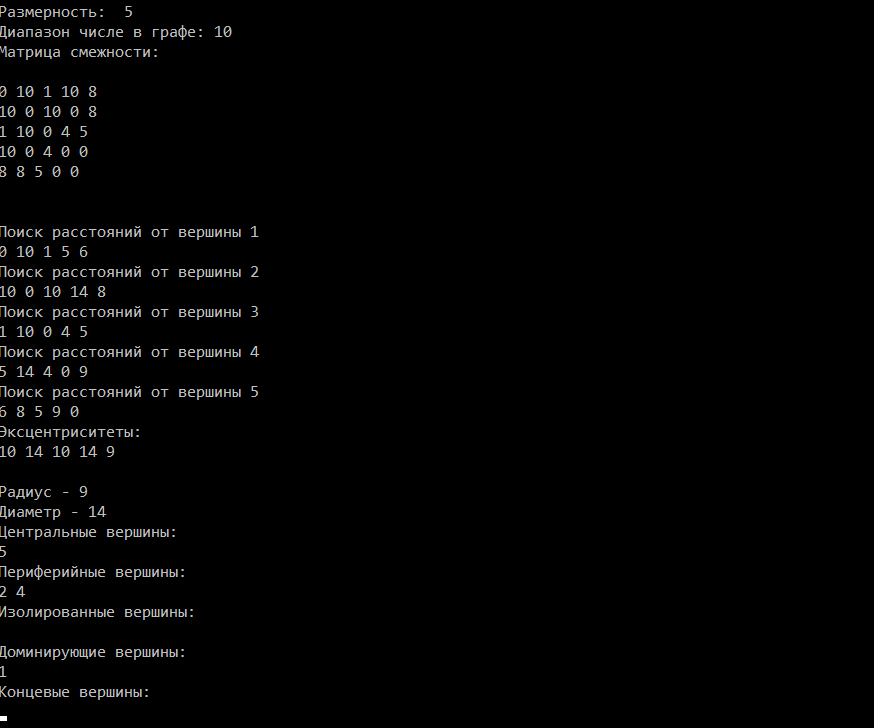 Размерность:  5
Диапазон числе в графе: 10
Матрица смежности:
0 10 1 10 8
10 0 10 0 8
1 10 0 4 5
10 0 4 0 0
8 8 5 0 0
Поиск расстояний от вершины 1
0 10 1 5 6
Поиск расстояний от вершины 2
10 0 10 14 8
Поиск расстояний от вершины 3
1 10 0 4 5
Поиск расстояний от вершины 4
5 14 4 0 9
Поиск расстояний от вершины 5
6 8 5 9 0
Эксцентриситеты:
10 14 10 14 9
Радиус - 9
Диаметр - 14
Центральные вершины:
5
Периферийные вершины:
2 4
Изолированные вершины:
Доминирующие вершины:
1
Концевые вершины: